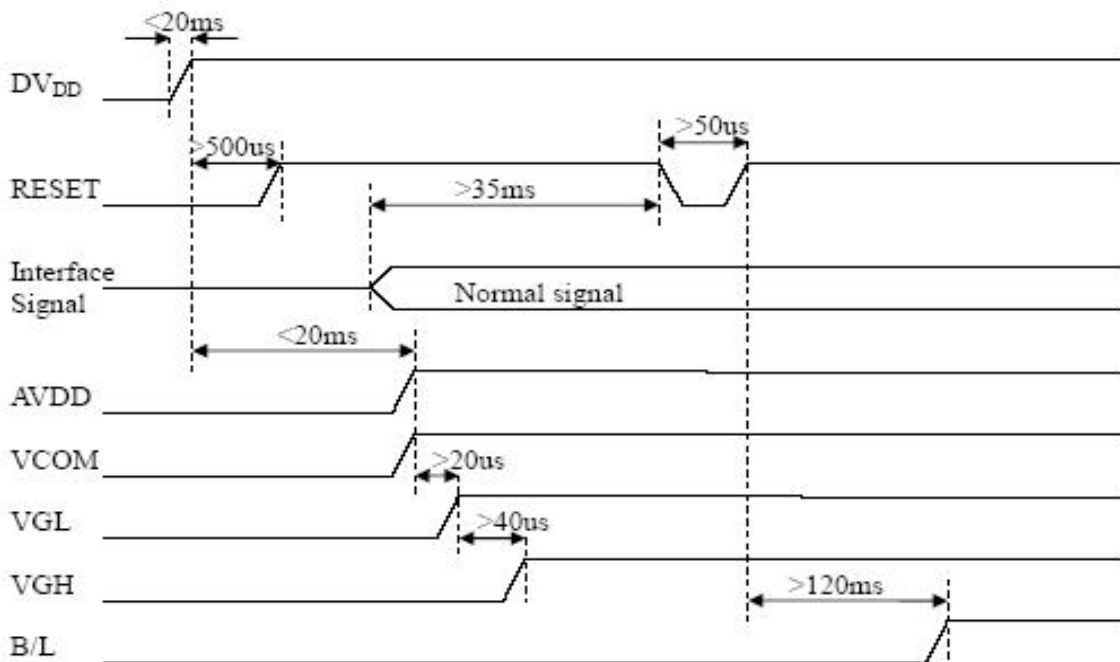 <20ms
DVDD
>500us
>50us
RESET
>35ms
Interface
Signal
Normal signal
<20ms
AVDD
VCOM
>20us
VGL
>40us
VGH
>120ms
B/L